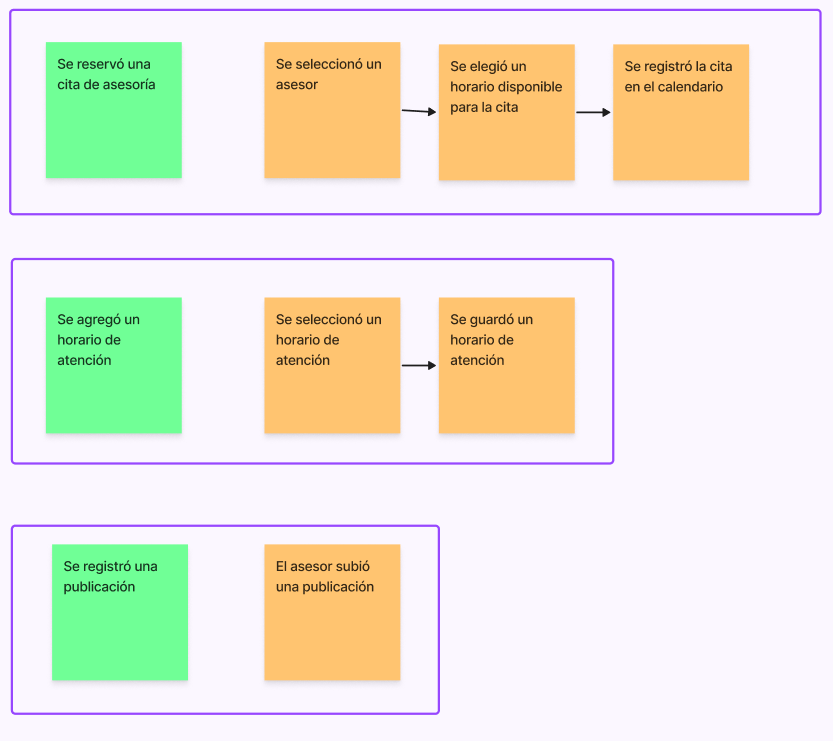 Se reservó una
cita de asesoría
Se seleccionó un
asesor
Se elegió un
horario disponible
para la cita
Se registró la cita
en el calendario
Se agregó un
horario de
atención
Se seleccionó un
horario de
atención
Se guardó un
horario de
atención
Se registró una
publicación
El asesor subió
una publicación